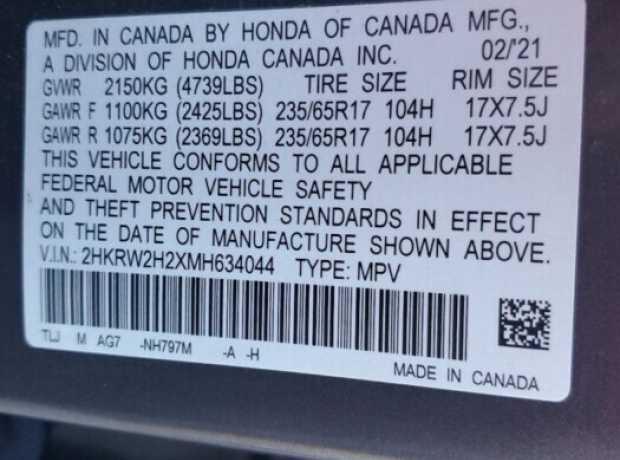 MFD. IN CANADA BY HONDA OF CANADA MFG.,
A DIVISION OF HONDA CANADA INC. 02/'21
GVWR 2150KG (4739LBS) TIRE SIZE RIM SIZE
GAWR F 1100KG (2425LBS) 235/65R17 104H 17X7.5J
GAWR R 1075KG (2369LBS) 235/65R17 104H 17X7.5J
THIS VEHICLE CONFORMS TO ALL APPLICABLE
FEDERAL MOTOR VEHICLE SAFETY
AND THEFT PREVENTION STANDARDS IN EFFECT
ON THE DATE OF MANUFACTURE SHOWN ABOVE.
V.I.N.: 2HKRW2H2XMH634044 TYPE: MPV
TLJ M AG7 -NH797M -A -H
MADE IN CANADA